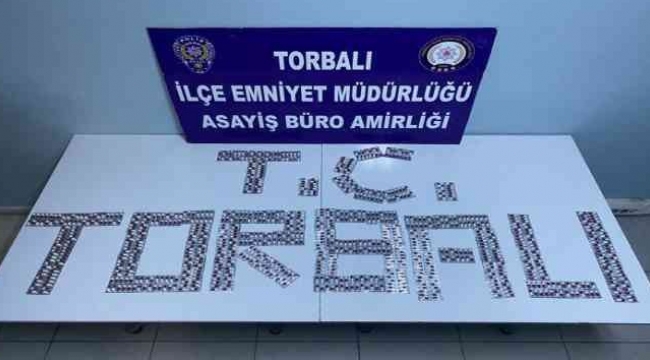 TORBALI
İLÇE EMNİYET MÜDÜRLÜĞÜ
ASAYİŞ BÜRO AMİRLİĞİ
T.C.
TORBALI